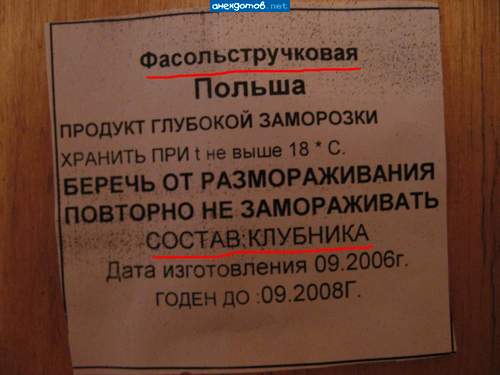 анекдотов.net
Фасольстручковая
Польша
ПРОДУКТ ГЛУБОКОЙ ЗАМОРОЗКИ
ХРАНИТЬ ПРИ t не выше 18 * С.
БЕРЕЧЬ ОТ РАЗМОРАЖИВАНИЯ
ПОВТОРНО НЕ ЗАМОРАЖИВАТЬ
СОСТАВ:КЛУБНИКА
Дата изготовления 09.2006г.
ГОДЕН ДО :09.2008Г.